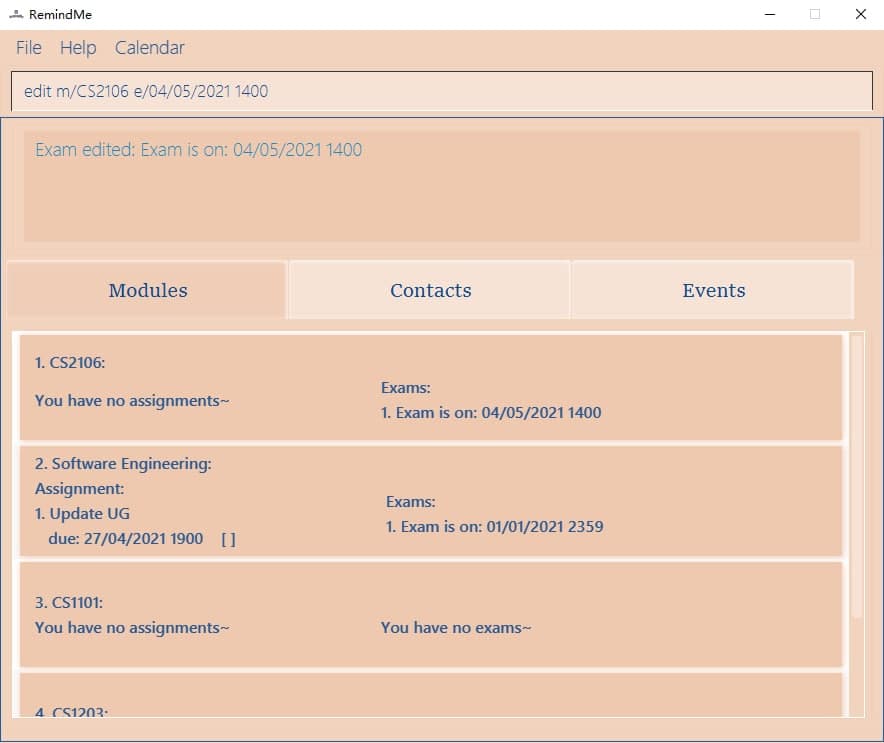 RemindMe
File Help Calendar
edit m/CS2106 e/04/05/2021 1400
Exam edited: Exam is on: 04/05/2021 1400
Modules Contacts Events
1. CS2106:
You have no assignments~
Exams:
1. Exam is on: 04/05/2021 1400
2. Software Engineering:
Assignment:
1. Update UG
due: 27/04/2021 1900 [ ]
Exams:
1. Exam is on: 01/01/2021 2359
3. CS1101:
You have no assignments~
You have no exams~
4. CS1203: